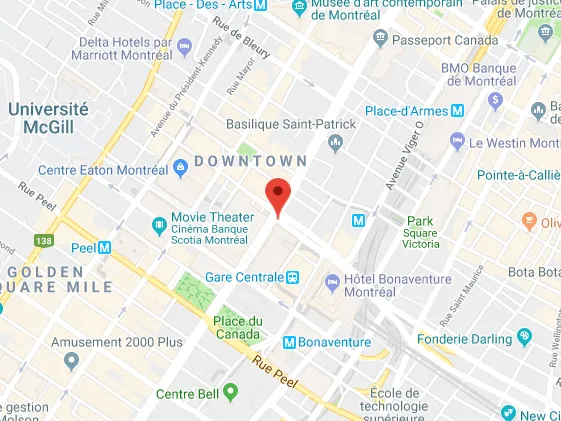 Place - Des - Arts
Musée d'art contemporain
de Montréal
Palais de justice
de Montréal
Rue de Bleury
Passeport Canada
Delta Hotels par
Marriott Montréal
Rue Mayor
BMO Banque
de Montréal
Avenue du Président-Kennedy
Université
McGill
Place-d'Armes
Basilique Saint-Patrick
Basilique
de
Le Westin Montréal
DOWNTOWN
Avenue Viger O
Centre Eaton Montréal
Pointe-à-Callière
Rue Peel
Movie Theater
Cinéma Banque
Scotia Montréal
Park
Square
Victoria
Olive
138
Peel
GOLDEN
SQUARE MILE
Gare Centrale
Hôtel Bonaventure
Montréal
Bota Bota
Rue Saint Maurice
Rue Wellington
Place du
Canada
Fonderie Darling
Amusement 2000 Plus
Bonaventure
Rue Peel
Centre Bell
École de
technologie
supérieure
gestion
Molson
New Ci